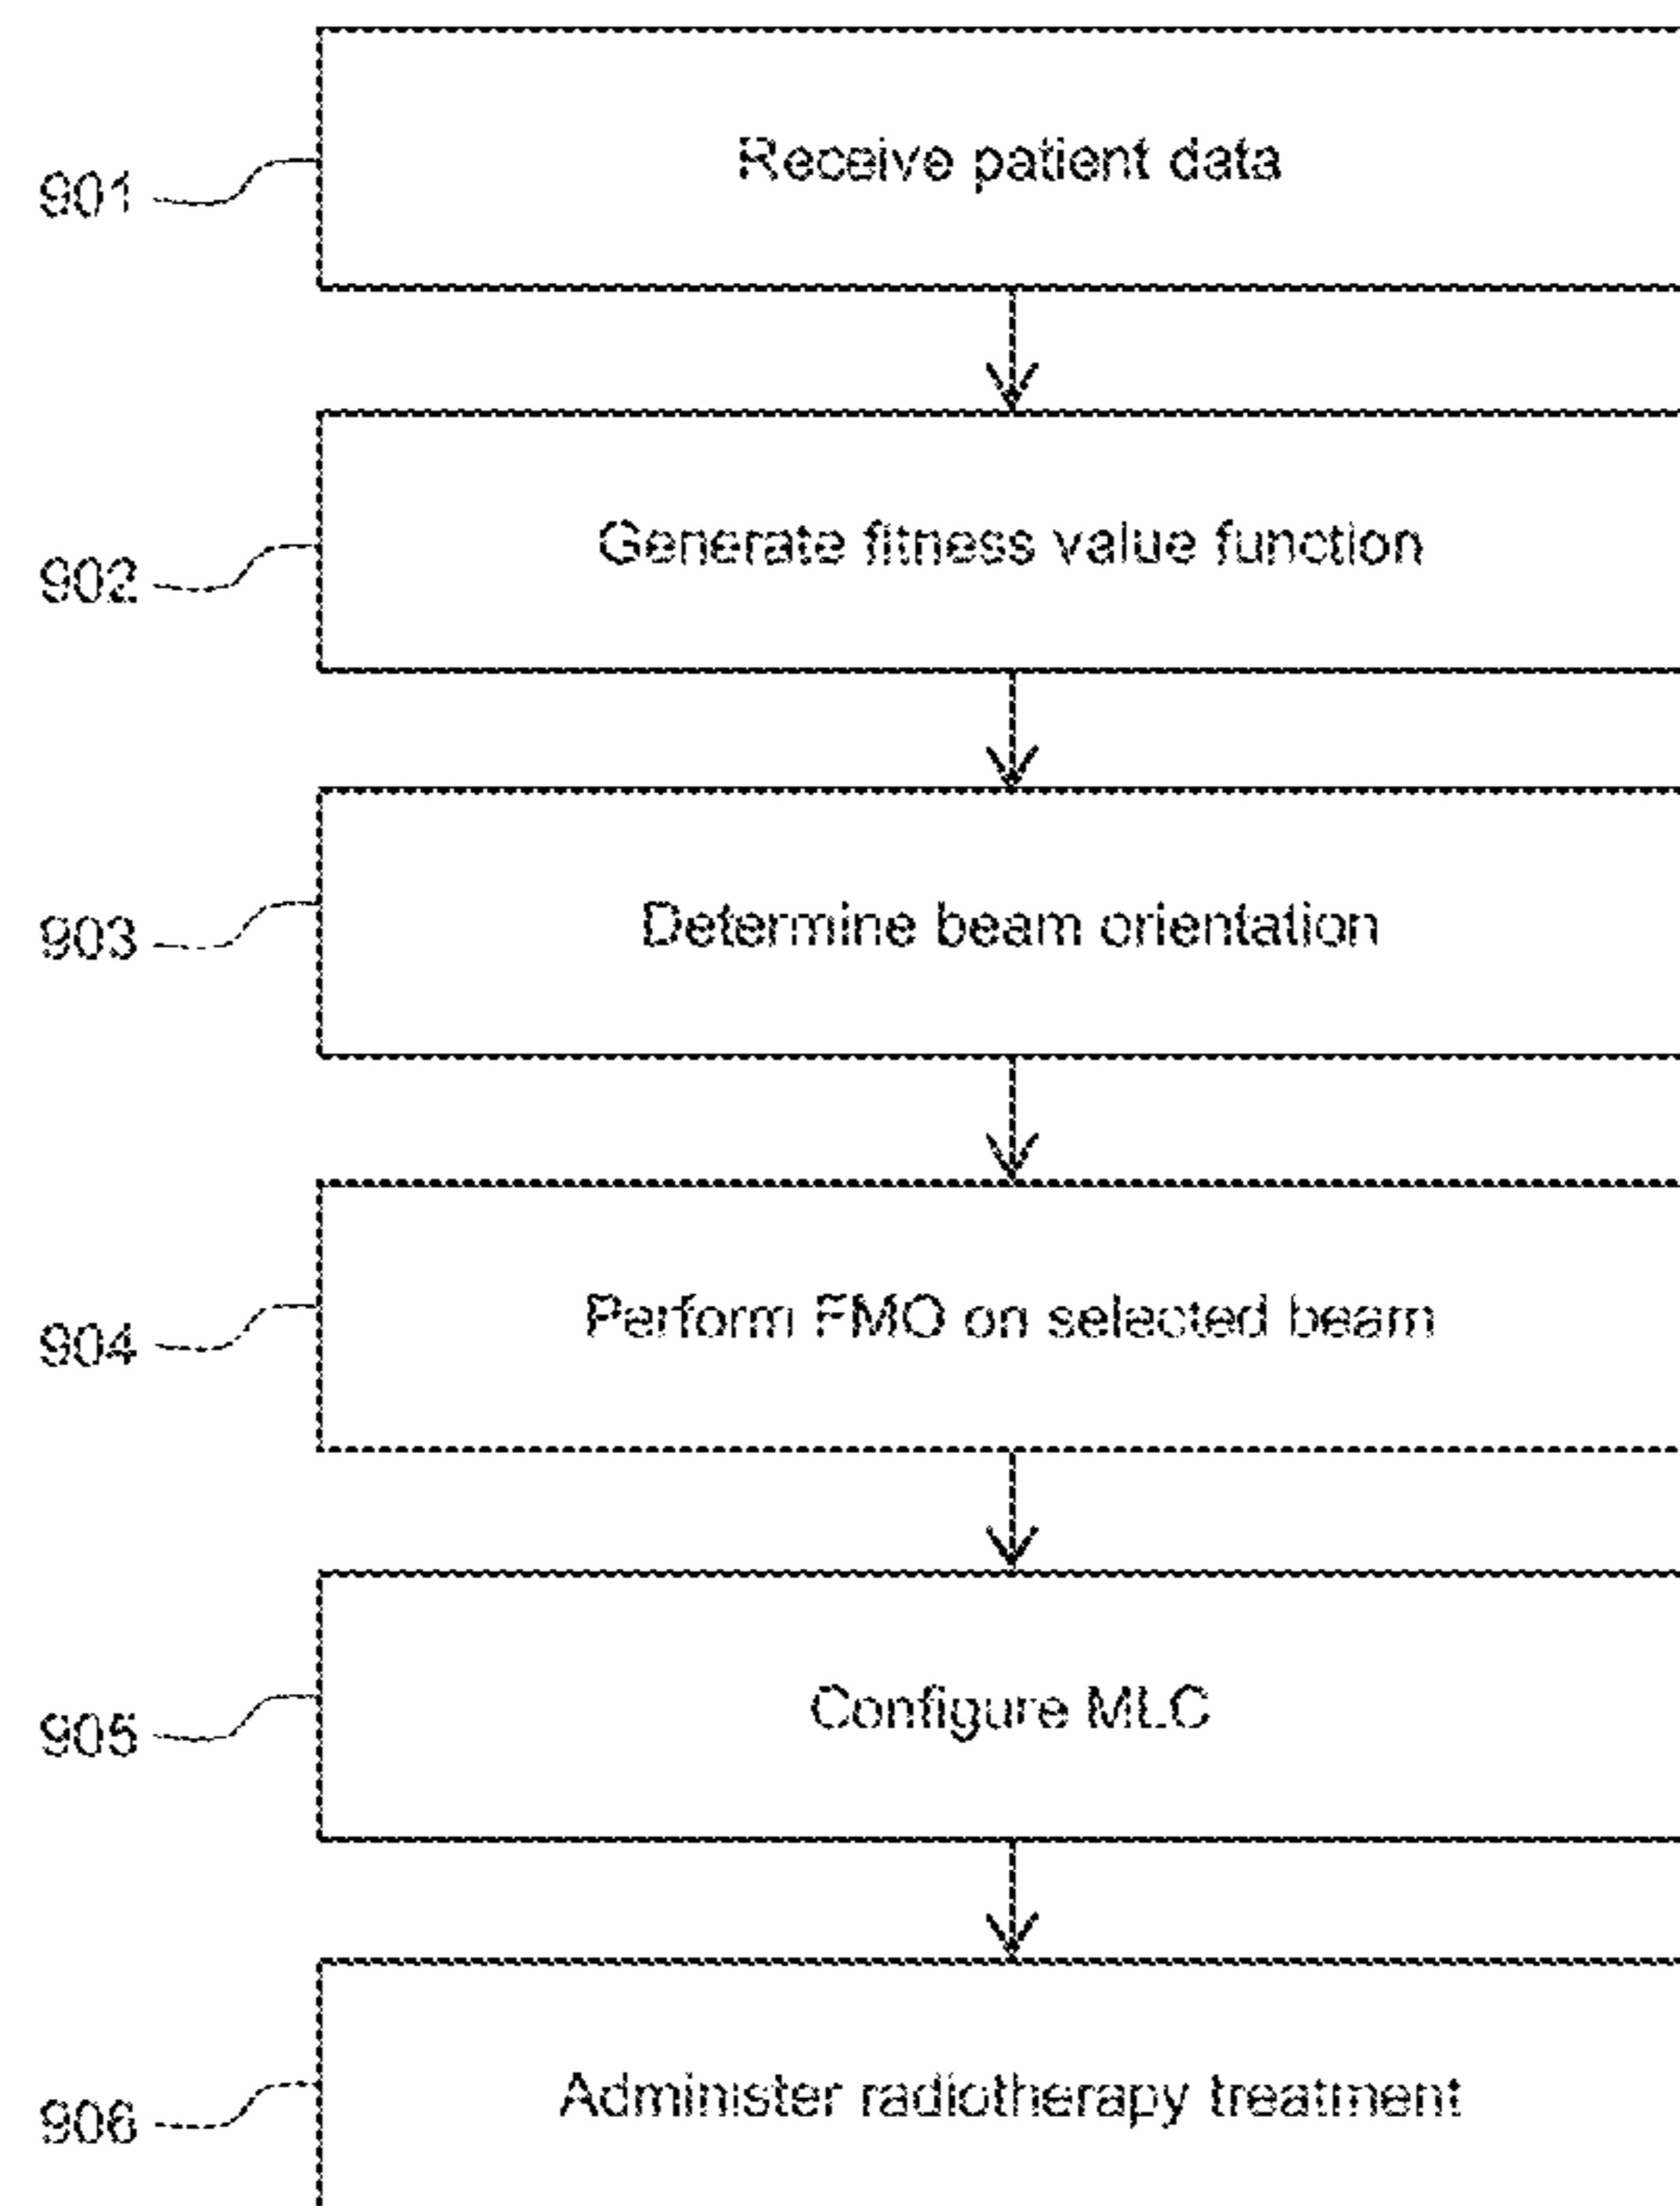 901
Receive patient data
902
Generate fitness value function
903
Determine beam orientation
904
Perform FMO on selected beam
905
Configure MLC
906
Administer radiotherapy treatment